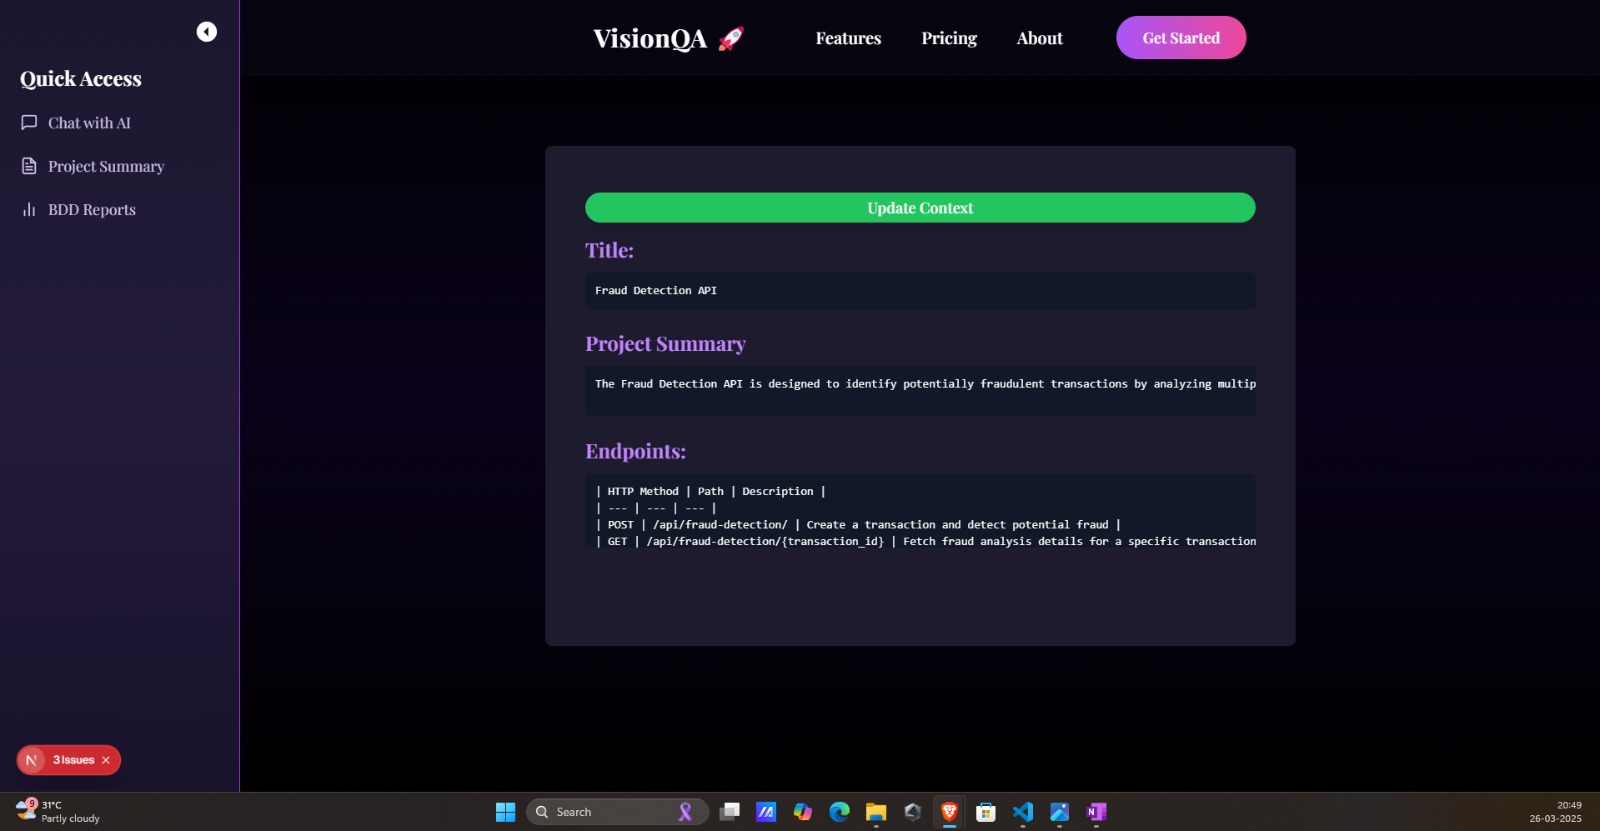 VisionQA 🚀
Features
Pricing
About
Get Started
Quick Access
Chat with AI
Project Summary
BDD Reports
Update Context
Title:
Fraud Detection API
Project Summary
The Fraud Detection API is designed to identify potentially fraudulent transactions by analyzing multip
Endpoints:
| HTTP Method | Path | Description |
| --- | --- | --- |
| POST | /api/fraud-detection/ | Create a transaction and detect potential fraud |
| GET | /api/fraud-detection/{transaction_id} | Fetch fraud analysis details for a specific transaction
N 3 Issues ×
9
31°C
Partly cloudy
Search
20:49
26-03-2025